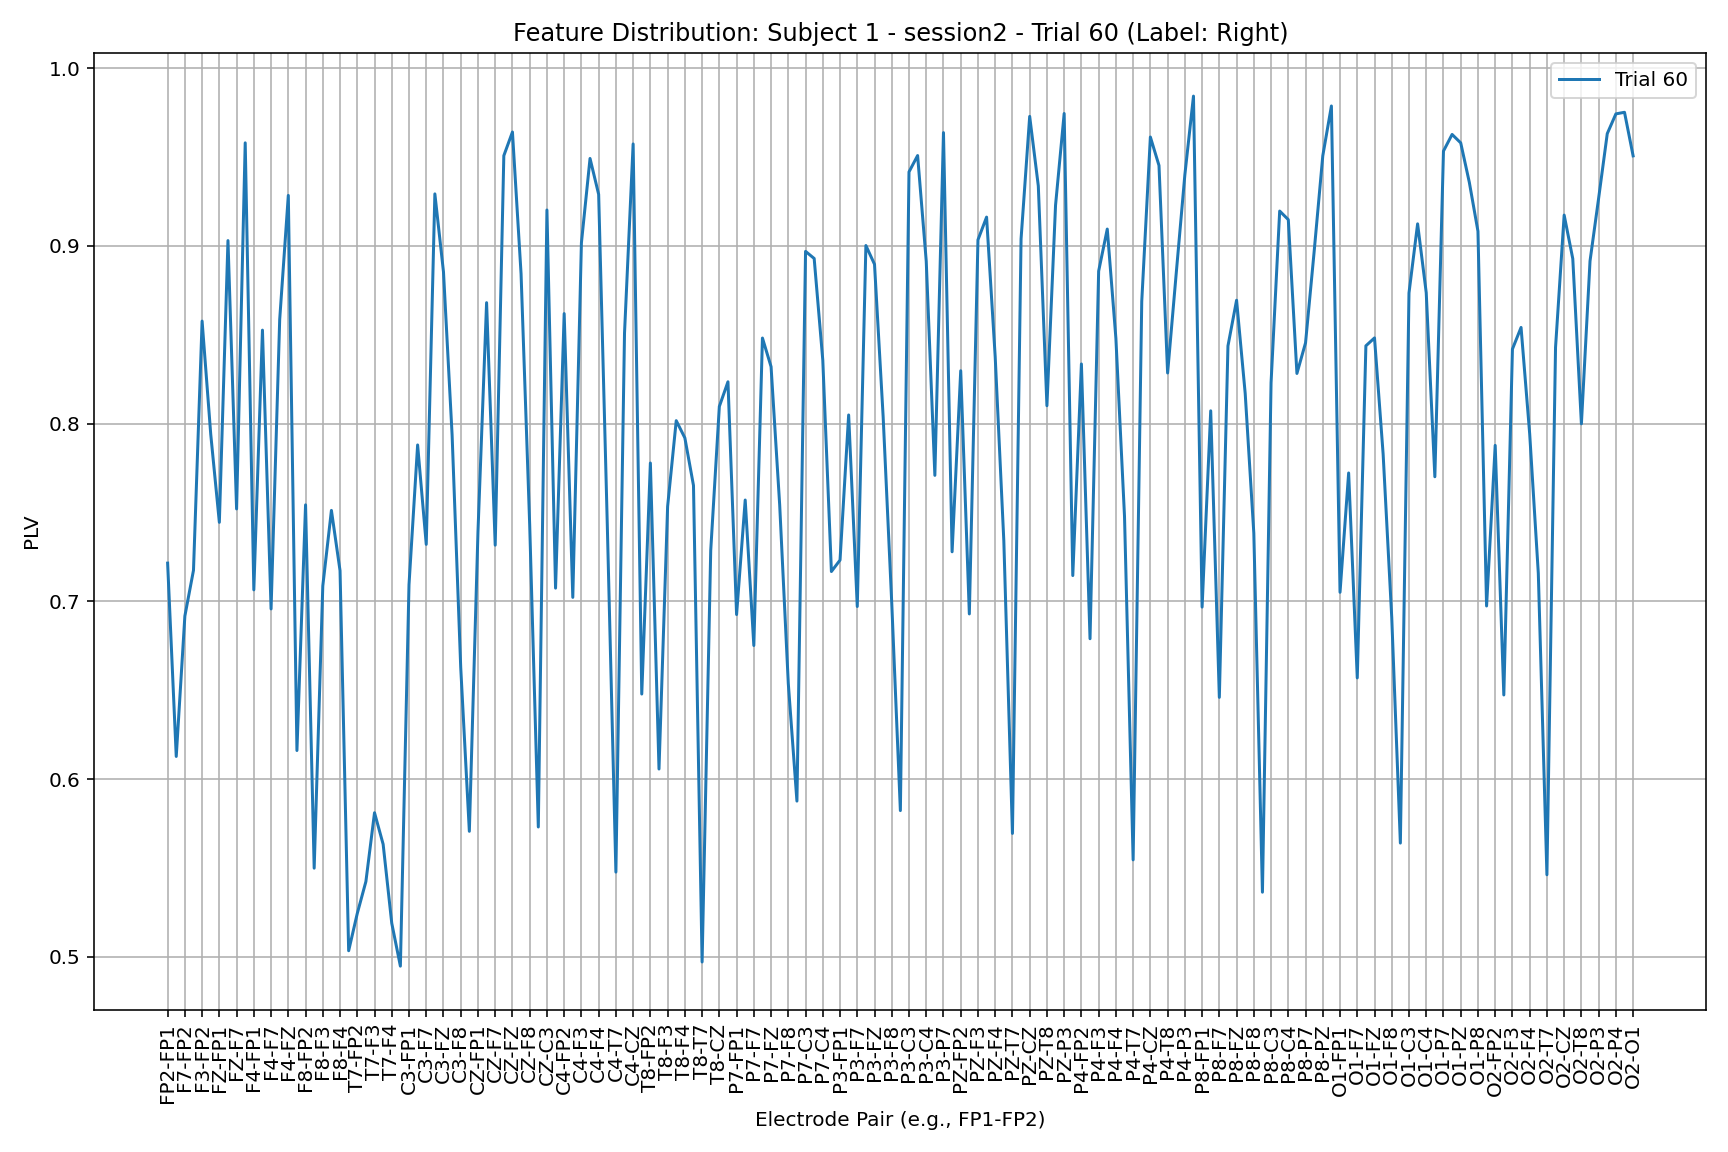 Feature Distribution: Subject 1 - session2 - Trial 60 (Label: Right)
Trial 60
1.0
0.9
0.8
0.7
0.6
0.5
PLV
FP2-FP1
F7-FP2
F3-FP2
FZ-FP1
FZ-F7
F4-FP1
F4-F7
F4-FZ
F8-FP2
F8-F3
F8-F4
T7-FP2
T7-F3
T7-F4
C3-FP1
C3-F7
C3-FZ
C3-F8
CZ-FP1
CZ-F7
CZ-FZ
CZ-F8
CZ-C3
C4-FP2
C4-F3
C4-F4
C4-T7
C4-CZ
T8-FP2
T8-F3
T8-F4
T8-T7
T8-CZ
P7-FP1
P7-F7
P7-FZ
P7-F8
P7-C3
P7-C4
P3-FP1
P3-F7
P3-FZ
P3-F8
P3-C3
P3-C4
P3-P7
PZ-FP2
PZ-F3
PZ-F4
PZ-T7
PZ-CZ
PZ-T8
PZ-P3
P4-FP2
P4-F3
P4-F4
P4-T7
P4-CZ
P4-T8
P4-P3
P8-FP1
P8-F7
P8-FZ
P8-F8
P8-C3
P8-C4
P8-P7
P8-PZ
O1-FP1
O1-F7
O1-FZ
O1-F8
O1-C3
O1-C4
O1-P7
O1-PZ
O1-P8
O2-FP2
O2-F3
O2-F4
O2-T7
O2-CZ
O2-T8
O2-P3
O2-P4
O2-O1
Electrode Pair (e.g., FP1-FP2)